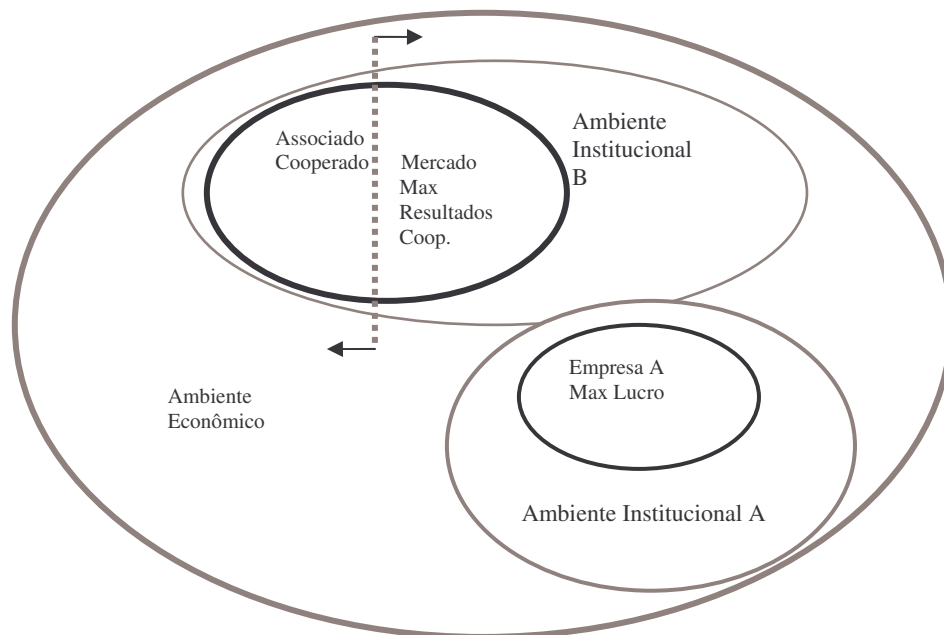 Associado
Cooperado
Mercado
Max
Resultados
Coop.
Ambiente
Institucional
B
Empresa A
Max Lucro
Ambiente
Econômico
Ambiente Institucional A